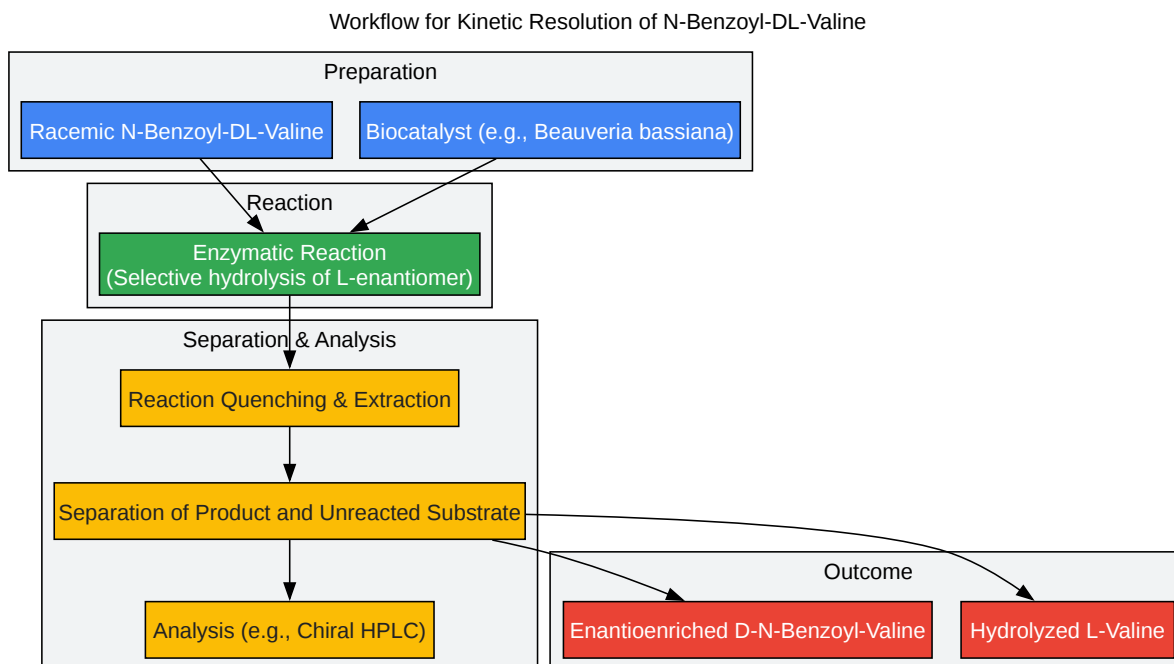 Workflow for Kinetic Resolution of N-Benzoyl-DL-Valine
Preparation
Racemic N-Benzoyl-DL-Valine
Biocatalyst (e.g., Beauveria bassiana)
Reaction
Enzymatic Reaction
(Selective hydrolysis of L-enantiomer)
Separation & Analysis
Reaction Quenching & Extraction
Separation of Product and Unreacted Substrate
Analysis (e.g., Chiral HPLC)
Outcome
Enantioenriched D-N-Benzoyl-Valine
Hydrolyzed L-Valine